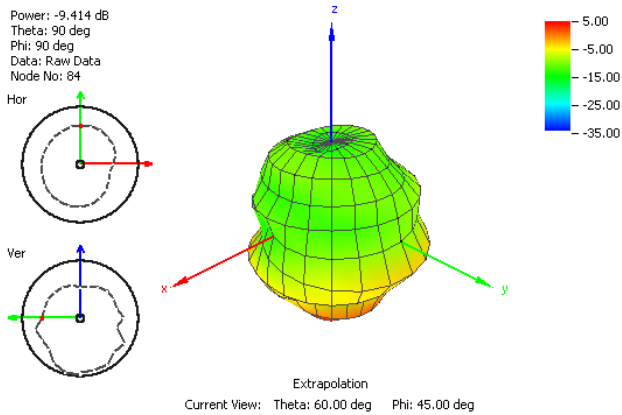 Power: -9.414 dB
Theta: 90 deg
Phi: 90 deg
Data: Raw Data
Node No: 84
Hor
Ver
z
x
y
5.00
-5.00
-15.00
-25.00
-35.00
Extrapolation
Current View: Theta: 60.00 deg Phi: 45.00 deg